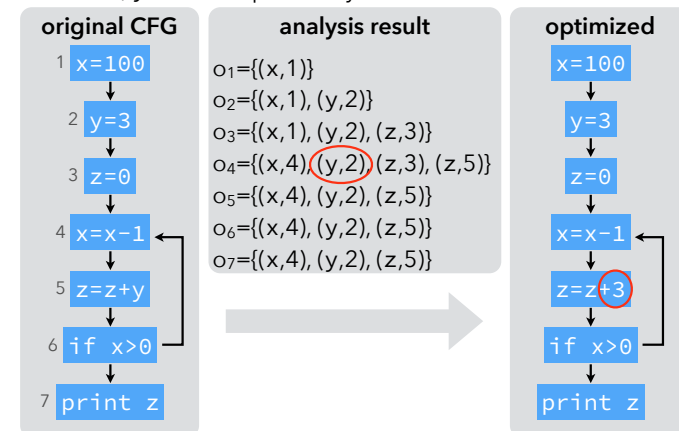 original CFG
1 x=100
2 y=3
3 z=0
4 x=x-1
5 z=z+y
6 if x>0
7 print z
analysis result
o1={(x,1)}
o2={(x,1), (y,2)}
o3={(x,1), (y,2), (z,3)}
o4={(x,4), (y,2), (z,3), (z,5)}
o5={(x,4), (y,2), (z,5)}
o6={(x,4), (y,2), (z,5)}
o7={(x,4), (y,2), (z,5)}
optimized
x=100
y=3
z=0
x=x-1
z=z+3
if x>0
print z